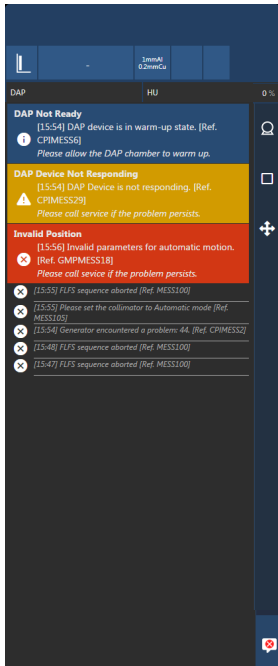 1mmAl
0.2mmCu
-
DAP HU 0 %
DAP Not Ready
[15:54] DAP device is in warm-up state. [Ref.
CPIMESS6]
Please allow the DAP chamber to warm up.
DAP Device Not Responding
[15:54] DAP Device is not responding. [Ref.
CPIMESS29]
Please call service if the problem persists.
Invalid Position
[15:56] Invalid parameters for automatic motion.
[Ref. GMPMESS18]
Please call sevice if the problem persists.
[15:55] FLFS sequence aborted [Ref. MESS100]
[15:55] Please set the collimator to Automatic mode [Ref.
MESS105]
[15:54] Generator encountered a problem: 44. [Ref. CPIMESS2]
[15:48] FLFS sequence aborted [Ref. MESS100]
[15:47] FLFS sequence aborted [Ref. MESS100]